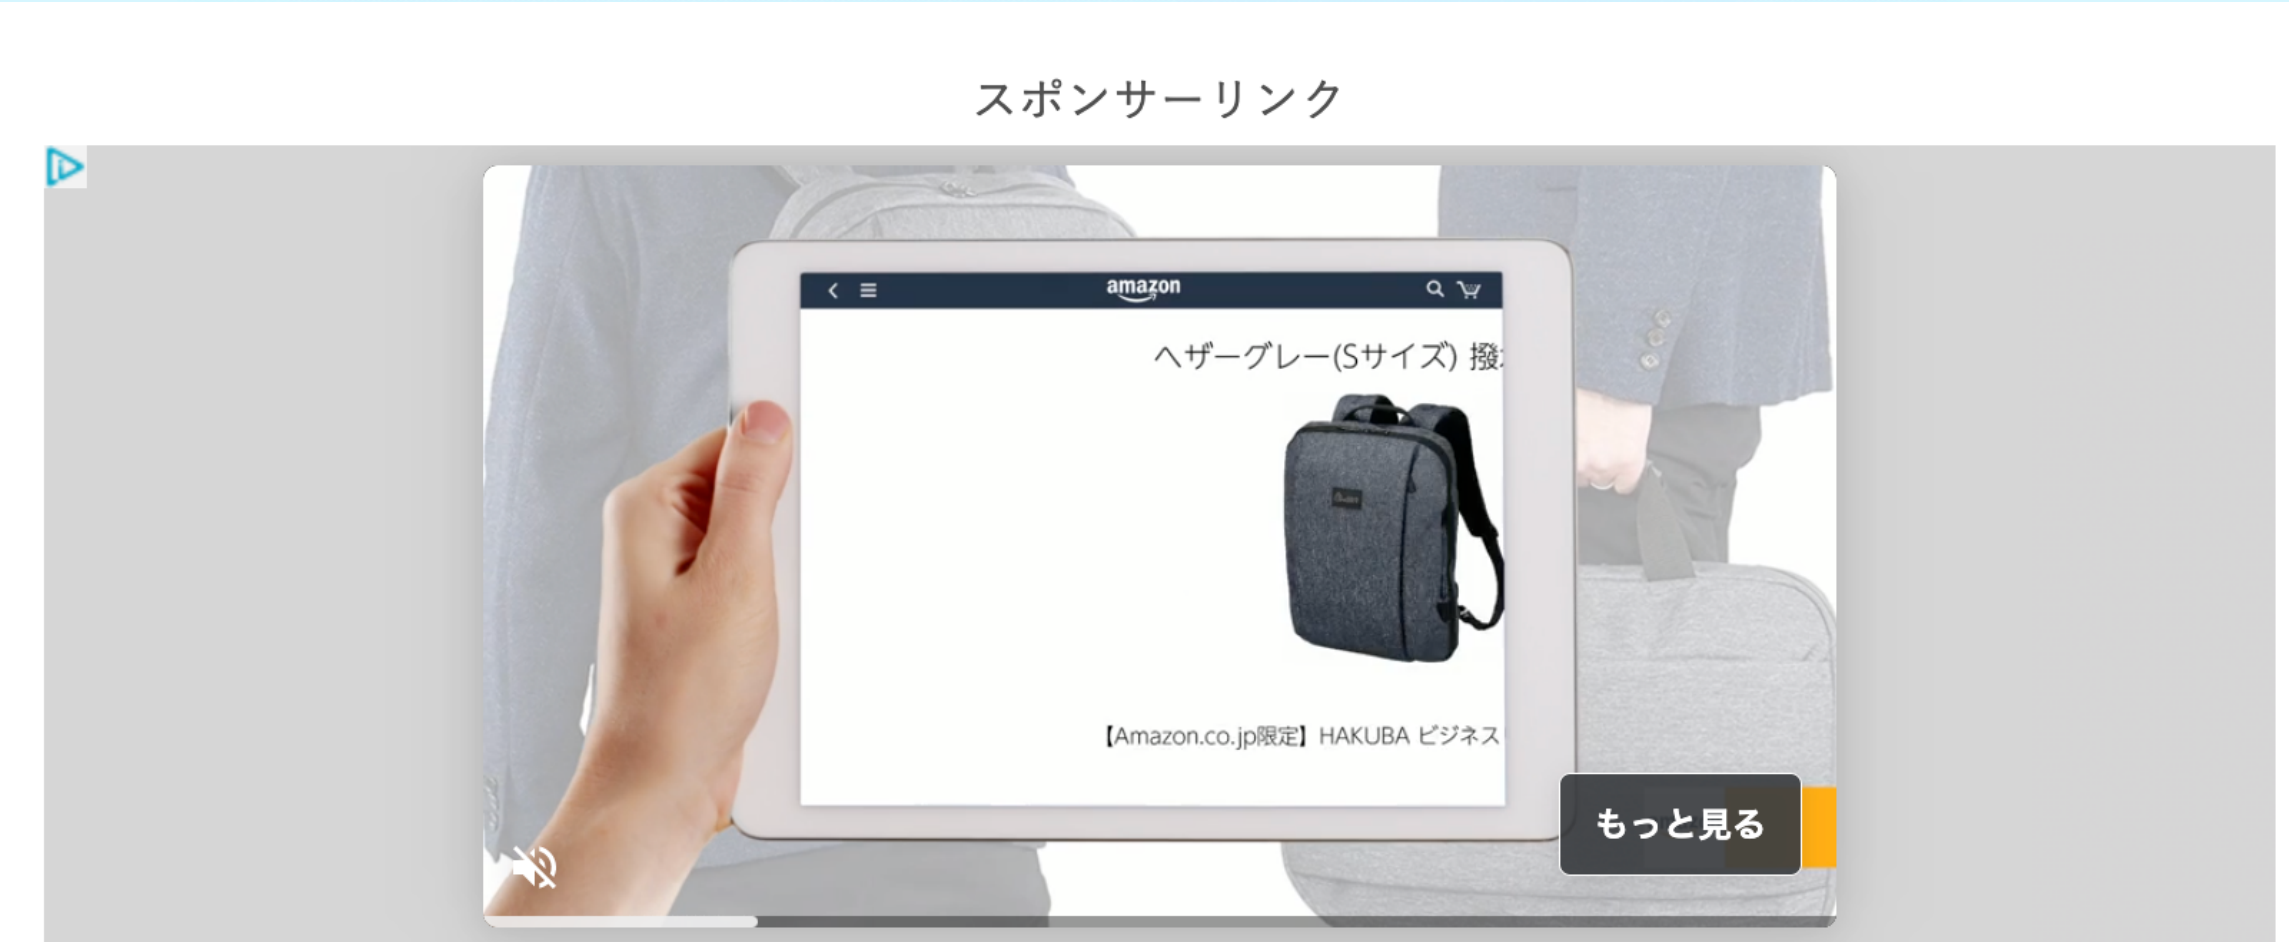 スポンサーリンク
amazon
ヘザーグレー(Sサイズ) 撥
【Amazon.co.jp限定】HAKUBA ビジネス
もっと見る